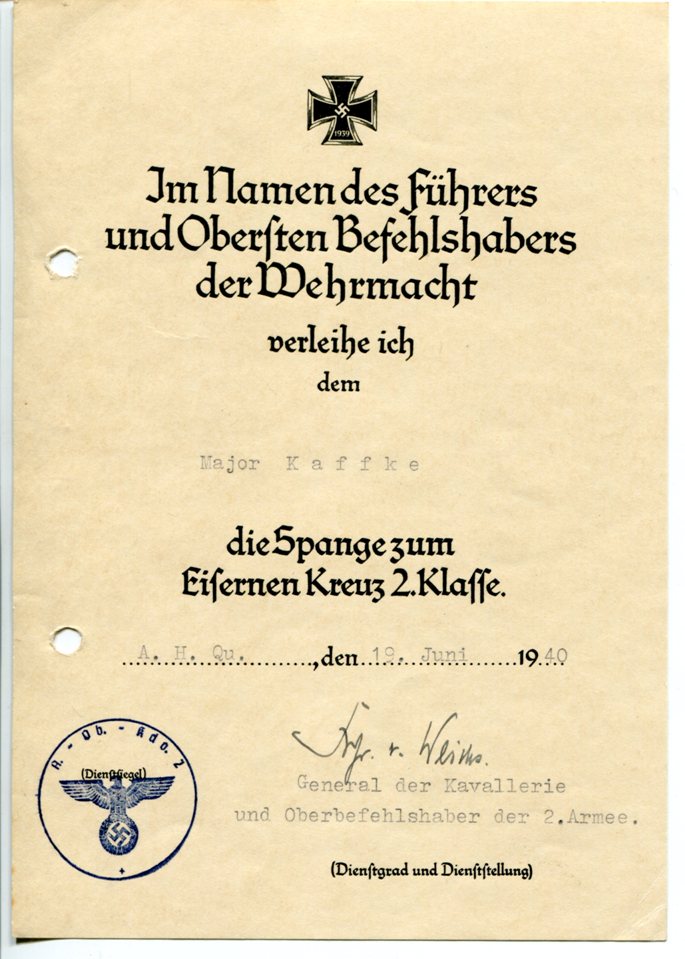 1939
Im Namen des Führers
und Oberſten Befehlshabers
der Wehrmacht
verleihe ich
dem
Major K a f f k e
die Spange zum
Eiſernen Kreuz 2. Klaſſe.
A. H. Qu. , den 19. Juni 1940
A. - Ob. - Kdo. 2
(Dienſtſiegel)
Frhr. v. Weichs.
General der Kavallerie
und Oberbefehlshaber der 2.Armee.
(Dienſtgrad und Dienſtſtellung)